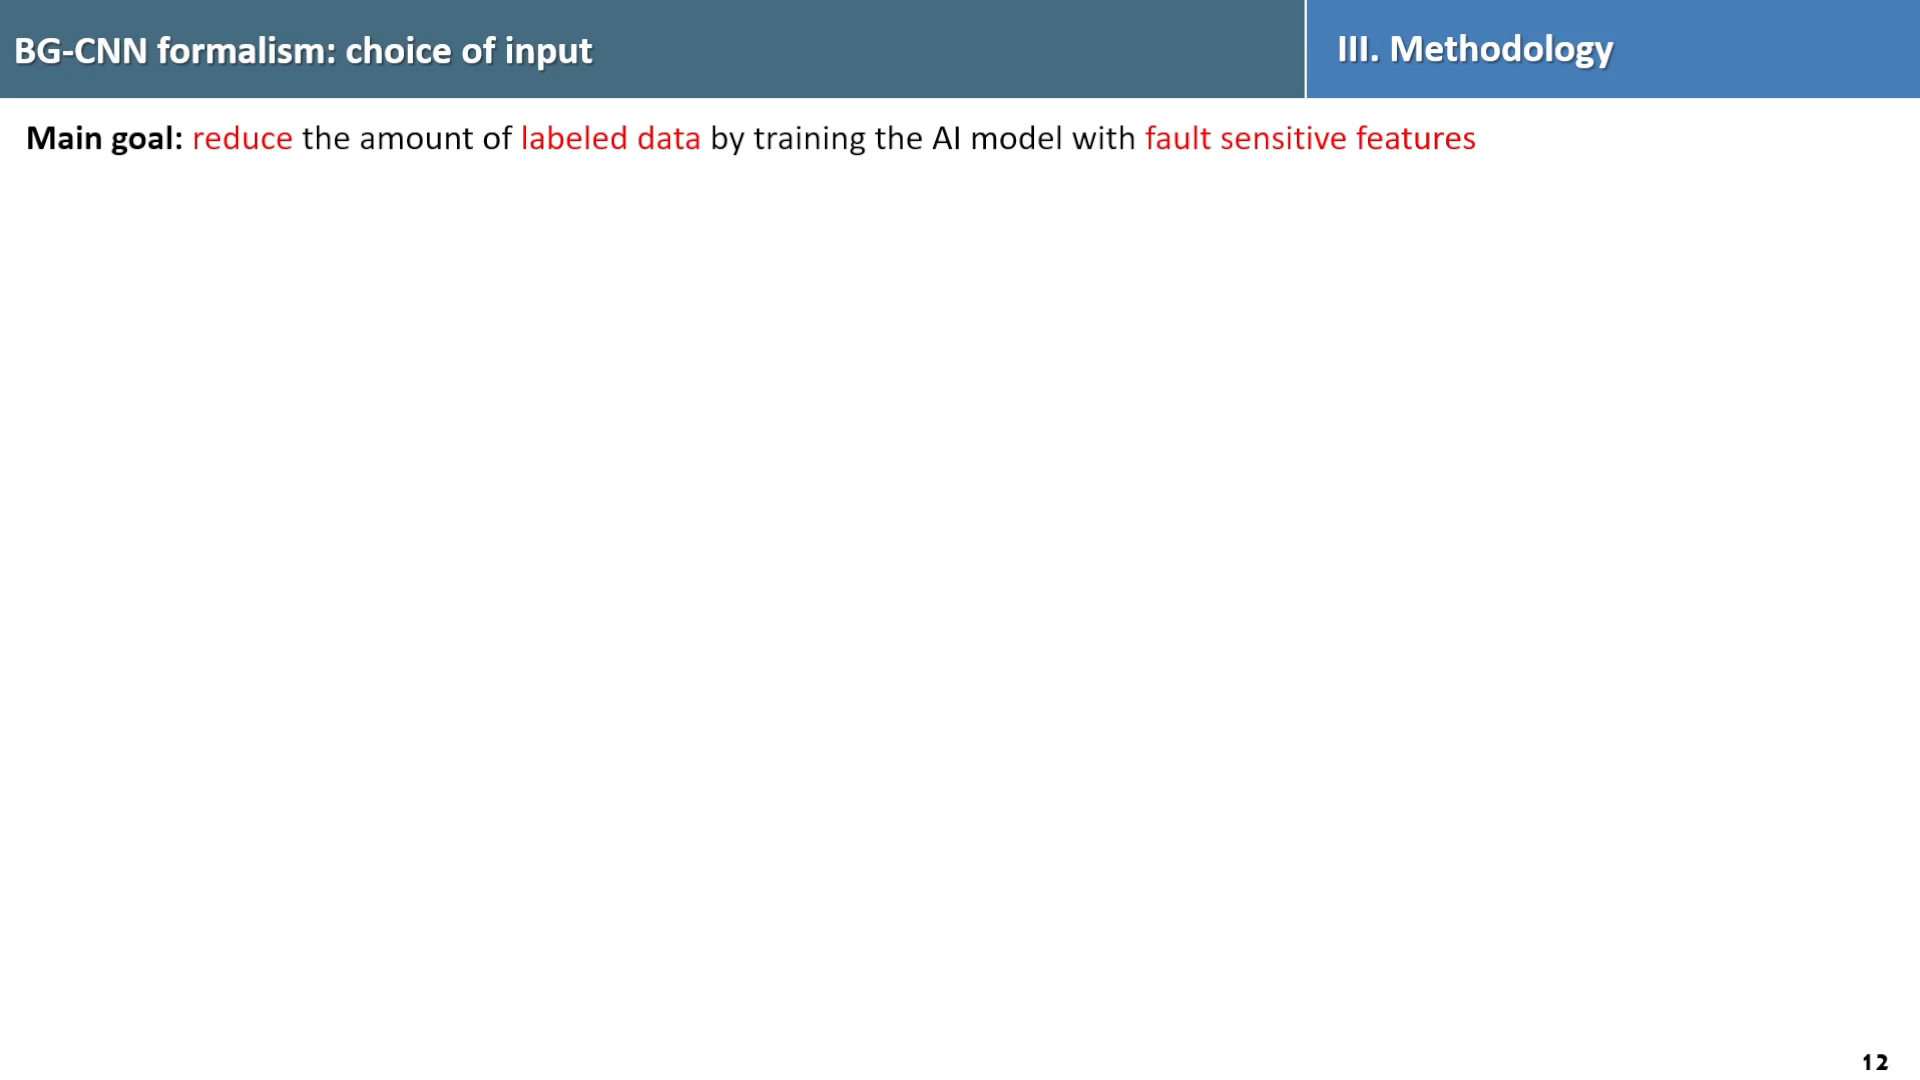 BG-CNN formalism: choice of input
III. Methodology
Main goal: reduce the amount of labeled data by training the AI model with fault sensitive features
12